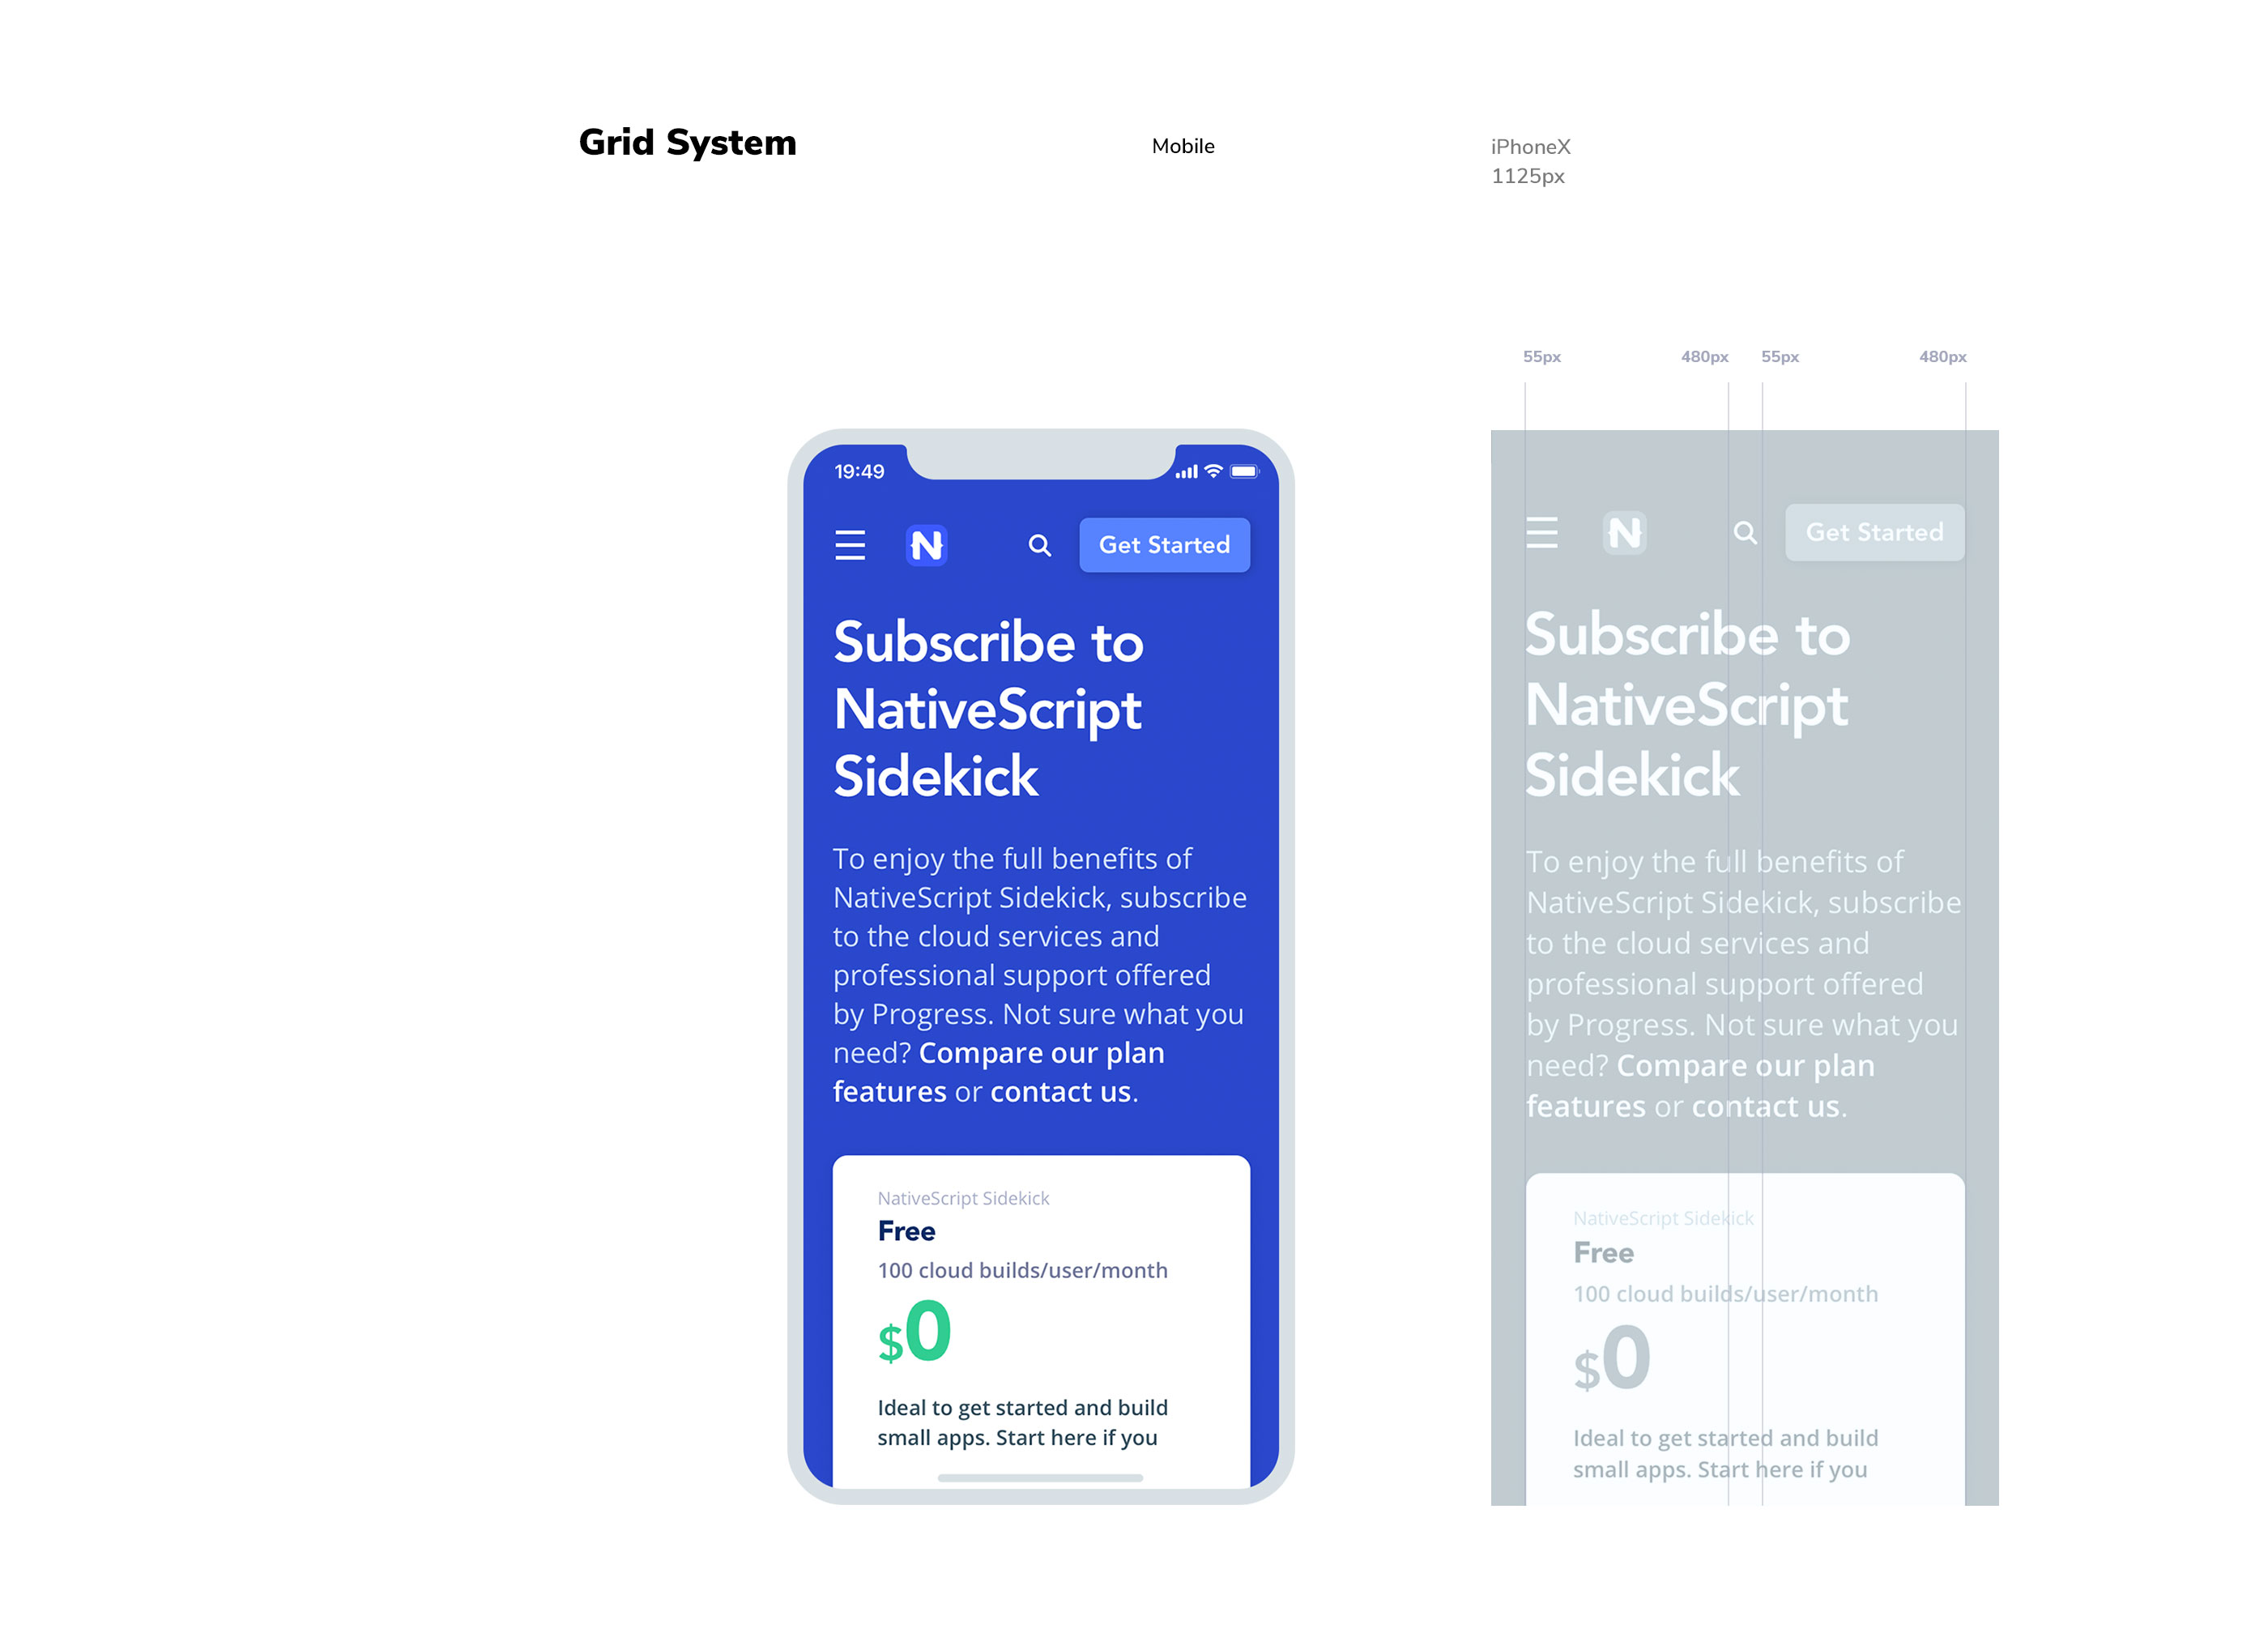 Grid System
Mobile
iPhoneX
1125px
55px
480px
55px
480px
19:49
N
Get Started
Subscribe to
NativeScript
Sidekick
To enjoy the full benefits of
NativeScript Sidekick, subscribe
to the cloud services and
professional support offered
by Progress. Not sure what you
need? Compare our plan
features or contact us.
NativeScript Sidekick
Free
100 cloud builds/user/month
$0
Ideal to get started and build
small apps. Start here if you
N
Get Started
Subscribe to
NativeScript
Sidekick
To enjoy the full benefits of
NativeScript Sidekick, subscribe
to the cloud services and
professional support offered
by Progress. Not sure what you
need? Compare our plan
features or contact us.
NativeScript Sidekick
Free
100 cloud builds/user/month
$0
Ideal to get started and build
small apps. Start here if you